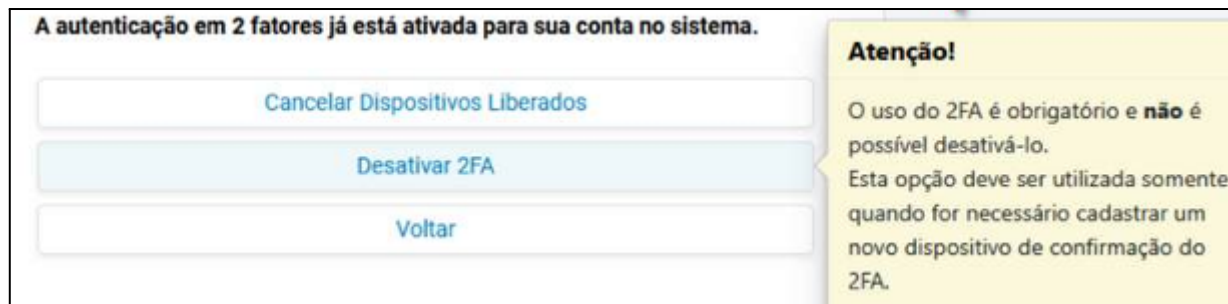 A autenticação em 2 fatores já está ativada para sua conta no sistema.
Cancelar Dispositivos Liberados
Desativar 2FA
Voltar
Atenção!
O uso do 2FA é obrigatório e não é
possível desativá-lo.
Esta opção deve ser utilizada somente
quando for necessário cadastrar um
novo dispositivo de confirmação do
2FA.